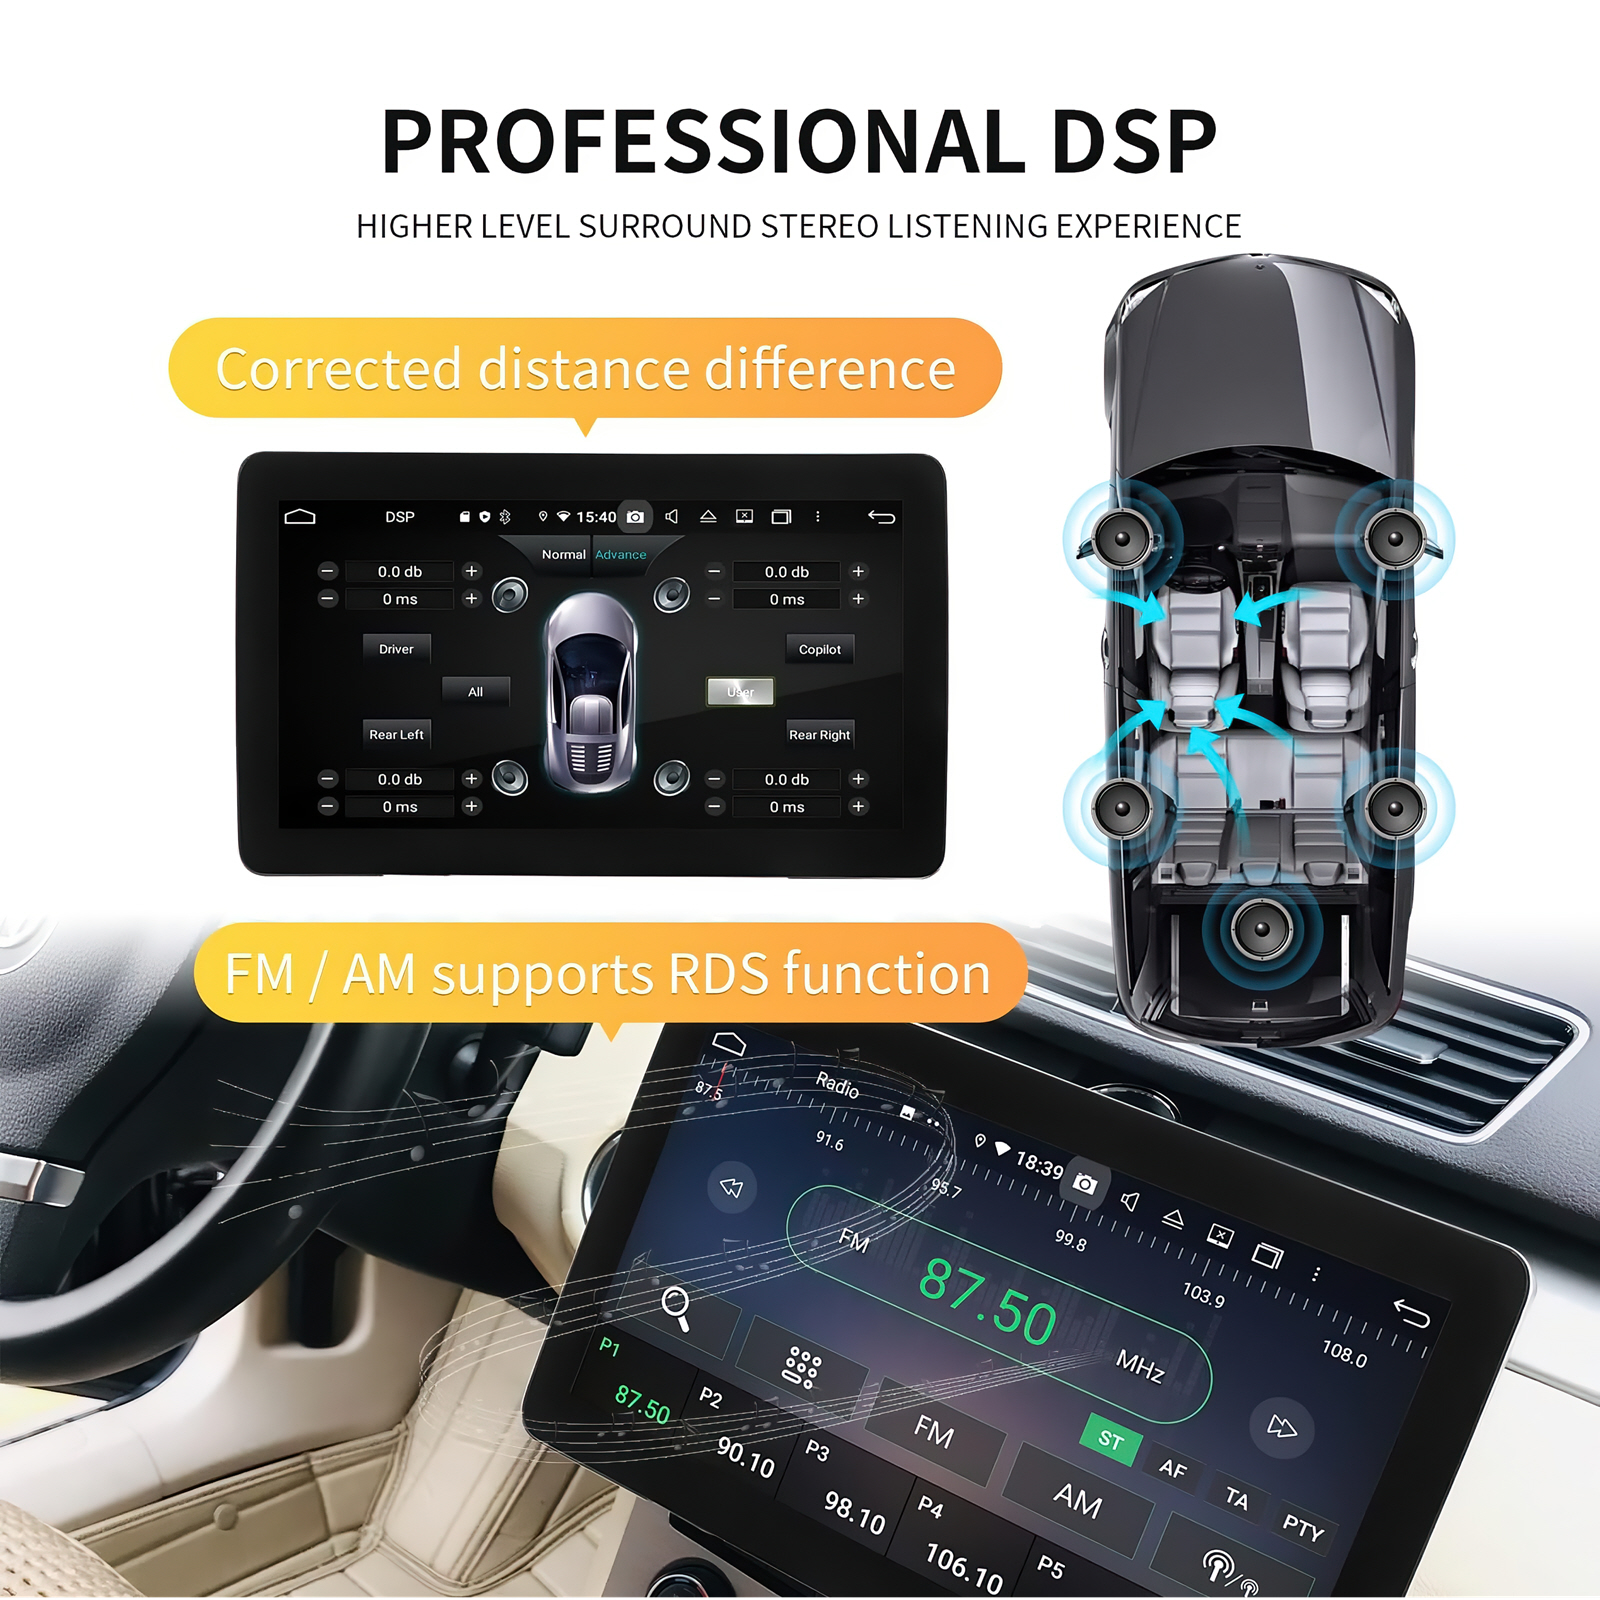 PROFESSIONAL DSP
HIGHER LEVEL SURROUND STEREO LISTENING EXPERIENCE
Corrected distance difference
DSP
15:40
Normal Advance
0.0 db
0 ms
0.0 db
0 ms
Driver
Copilot
All
User
Rear Left
Rear Right
0.0 db
0 ms
0.0 db
0 ms
FM / AM supports RDS function
Radio
18:39
87.5
91.6
95.7
99.8
103.9
108.0
FM
87.50
MHz
ST
AF
TA
PTY
FM
AM
P1
87.50
P2
90.10
P3
98.10
P4
106.10
P5